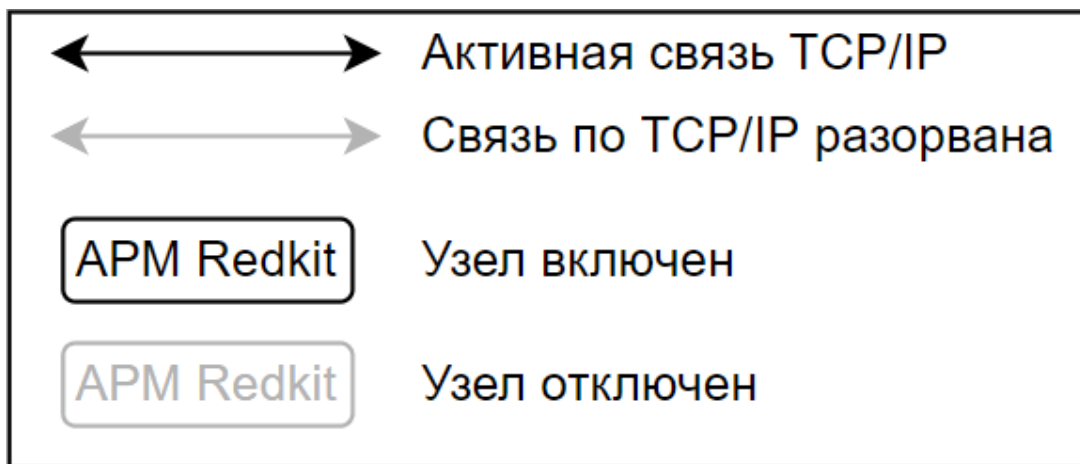 Активная связь TCP/IP
Связь по TCP/IP разорвана
АРМ Redkit Узел включен
АРМ Redkit Узел отключен